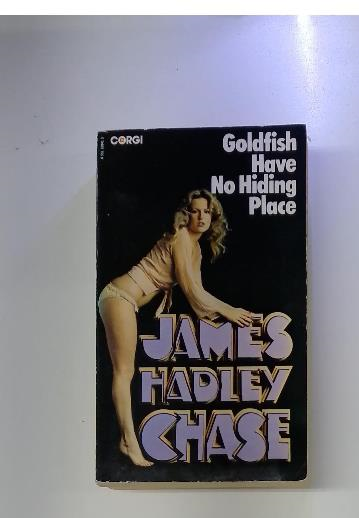 CORGI
Goldfish
Have
No Hiding
Place
JAMES
HADLEY
CHASE